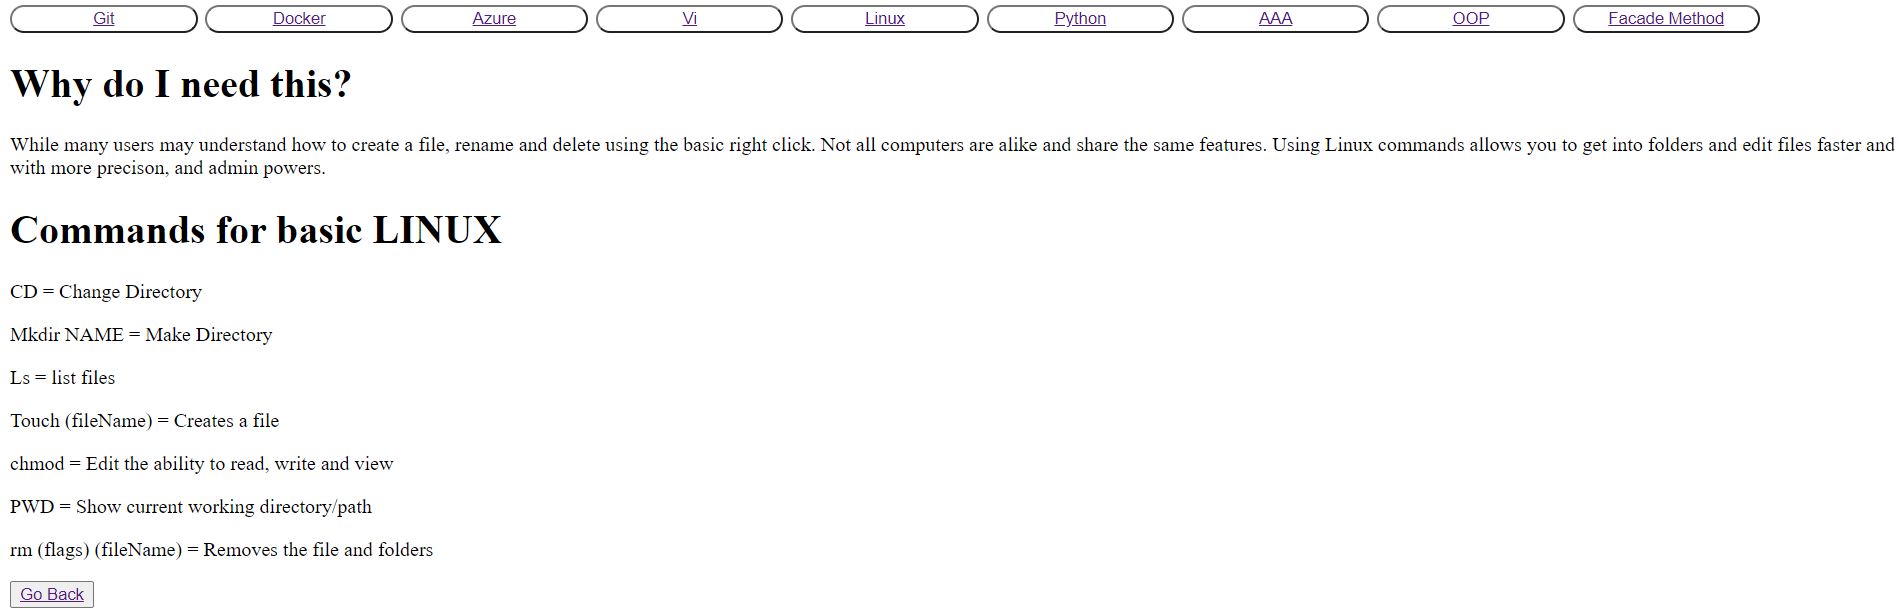 Git Docker Azure Vi Linux Python AAA OOP Facade Method
Why do I need this?
While many users may understand how to create a file, rename and delete using the basic right click. Not all computers are alike and share the same features. Using Linux commands allows you to get into folders and edit files faster and
with more precison, and admin powers.
Commands for basic LINUX
CD = Change Directory
Mkdir NAME = Make Directory
Ls = list files
Touch (fileName) = Creates a file
chmod = Edit the ability to read, write and view
PWD = Show current working directory/path
rm (flags) (fileName) = Removes the file and folders
Go Back